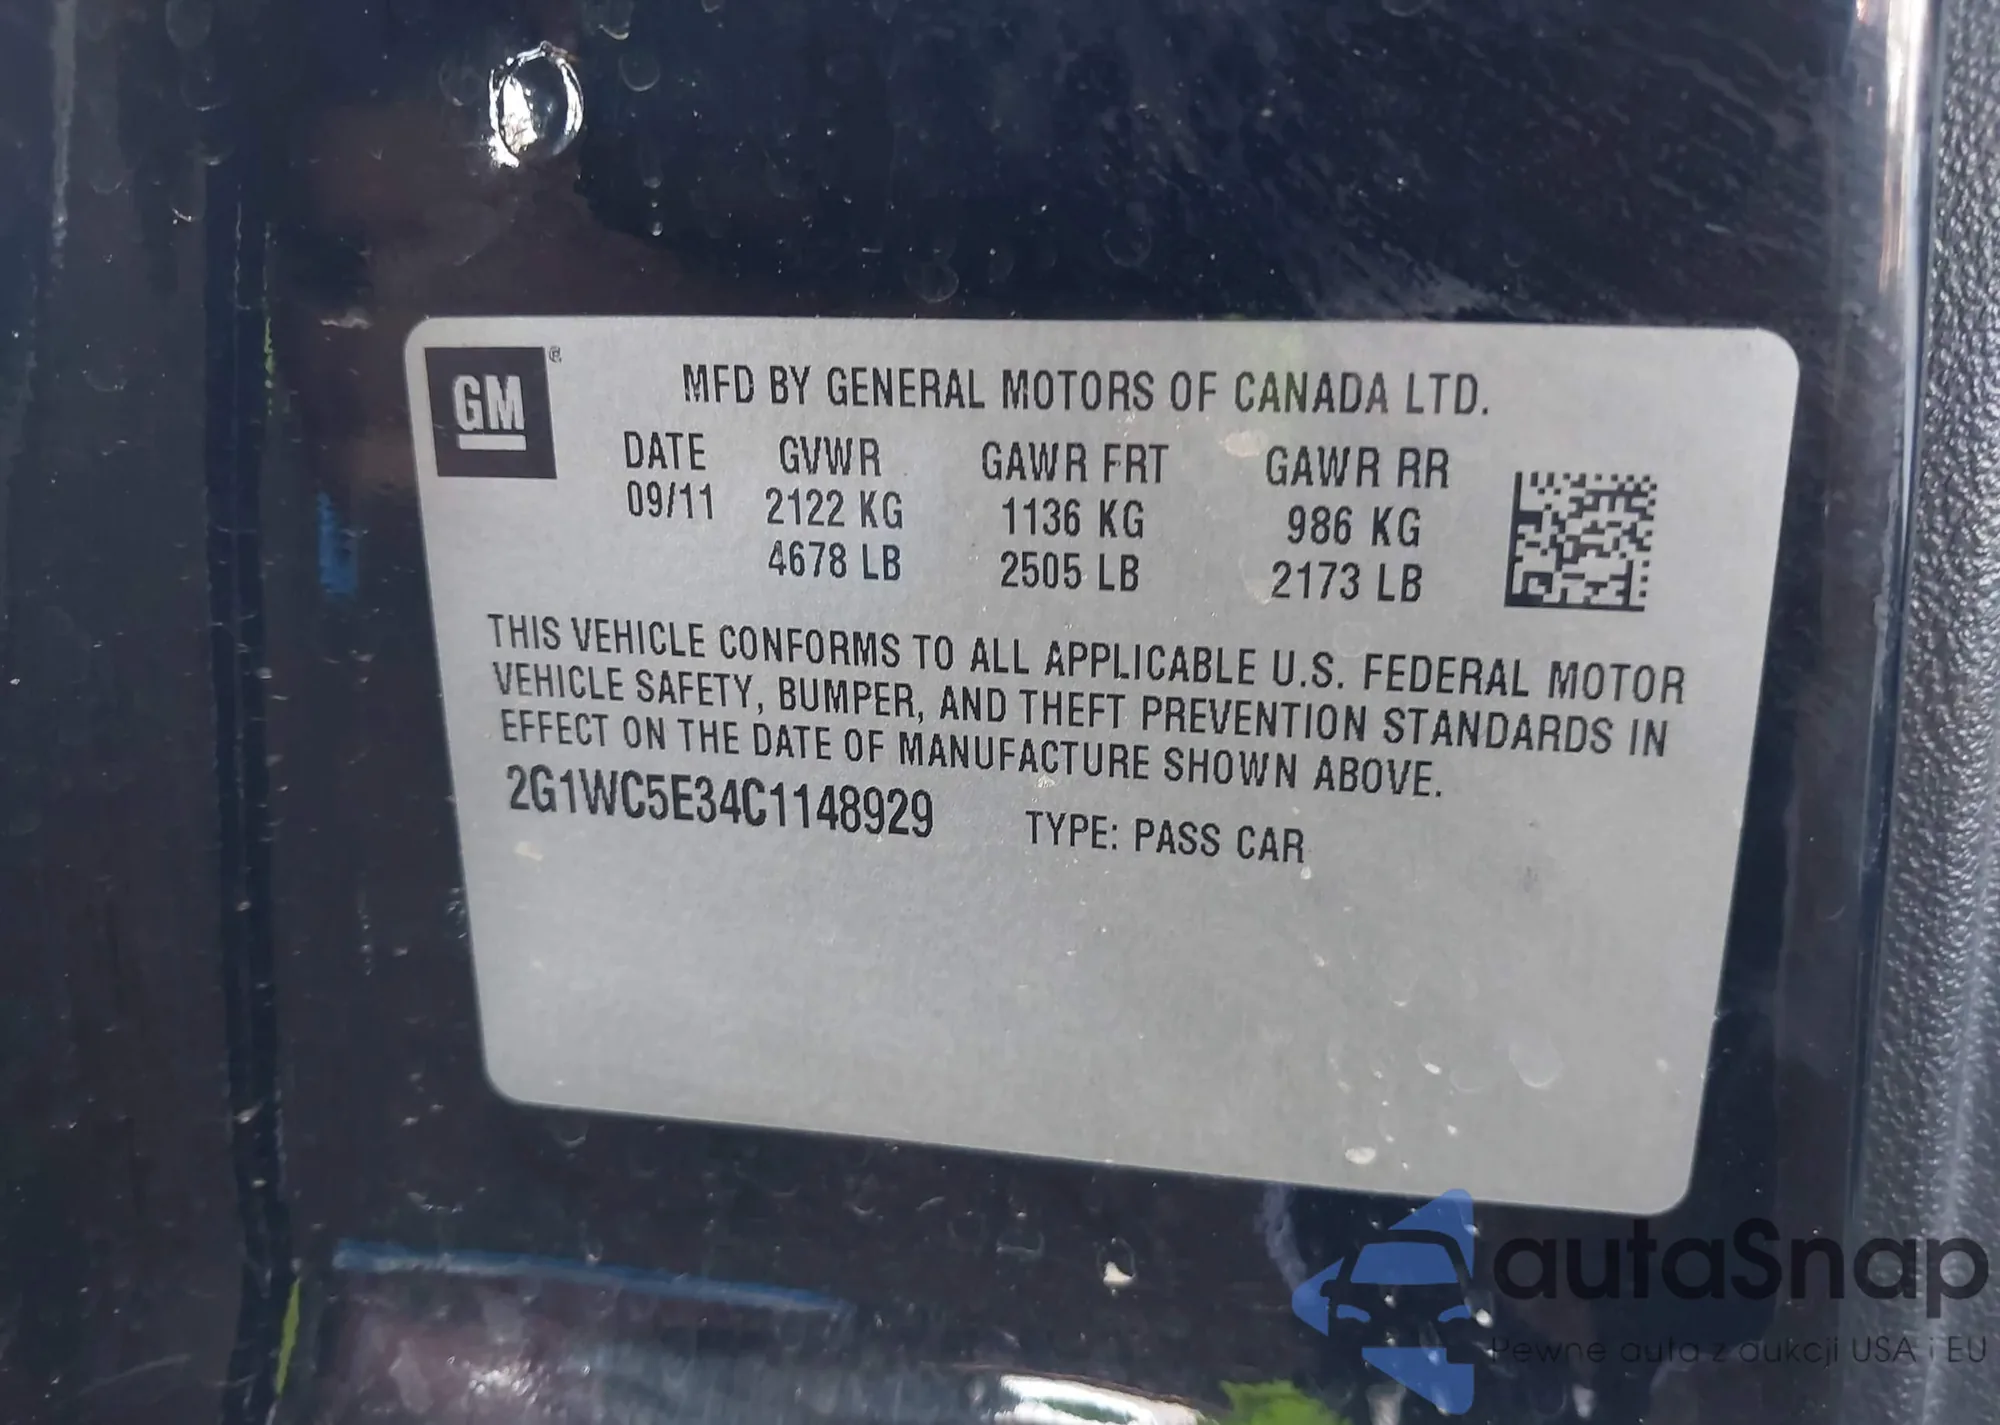 GM ®
MFD BY GENERAL MOTORS OF CANADA LTD.
DATE GVWR GAWR FRT GAWR RR
09/11 2122 KG 1136 KG 986 KG
4678 LB 2505 LB 2173 LB
THIS VEHICLE CONFORMS TO ALL APPLICABLE U.S. FEDERAL MOTOR
VEHICLE SAFETY, BUMPER, AND THEFT PREVENTION STANDARDS IN
EFFECT ON THE DATE OF MANUFACTURE SHOWN ABOVE.
2G1WC5E34C1148929 TYPE: PASS CAR
autaSnap
Pewne auta z aukcji USA i EU